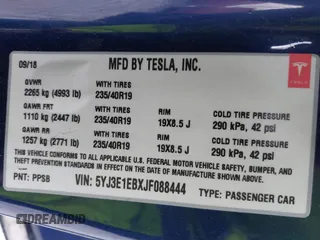 09/18
MFD BY TESLA, INC.
GVWR
2265 kg (4993 lb)
WITH TIRES
235/40R19
TESLA
GAWR FRT
1110 kg (2447 lb)
WITH TIRES
235/40R19
RIM
19X8.5 J
COLD TIRE PRESSURE
290 kPa, 42 psi
GAWR RR
1257 kg (2771 lb)
WITH TIRES
235/40R19
RIM
19X8.5 J
COLD TIRE PRESSURE
290 kPa, 42 psi
THIS VEHICLE CONFORMS TO ALL APPLICABLE U.S. FEDERAL MOTOR VEHICLE SAFETY, BUMPER, AND
THEFT PREVENTION STANDARDS IN EFFECT ON THE DATE OF MANUFACTURE SHOWN ABOVE.
PNT: PPSB
VIN: 5YJ3E1EBXJF088444
TYPE: PASSENGER CAR
DREAMBID